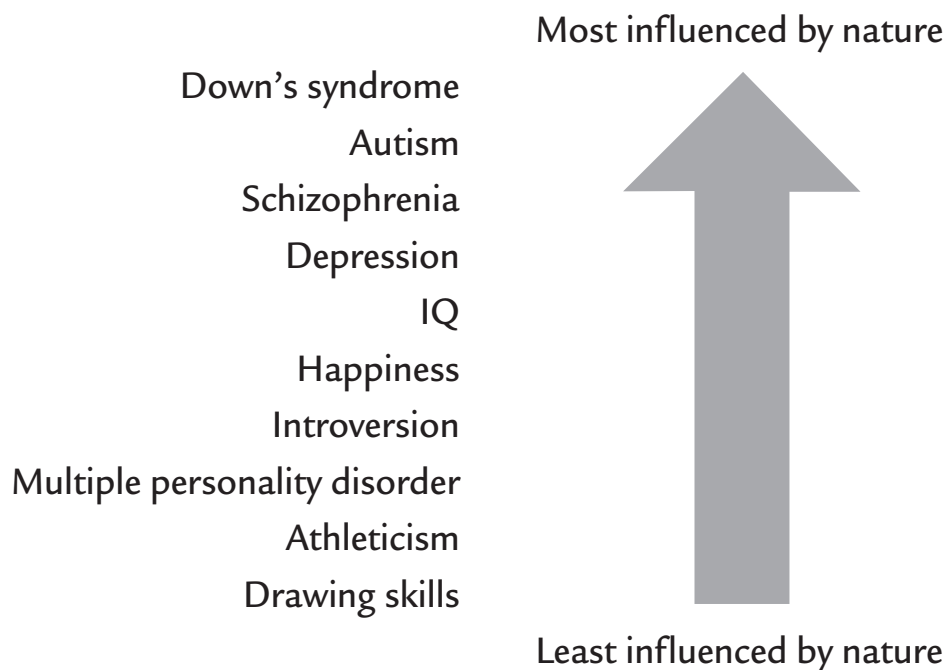 Most influenced by nature
Down’s syndrome
Autism
Schizophrenia
Depression
IQ
Happiness
Introversion
Multiple personality disorder
Athleticism
Drawing skills
Least influenced by nature